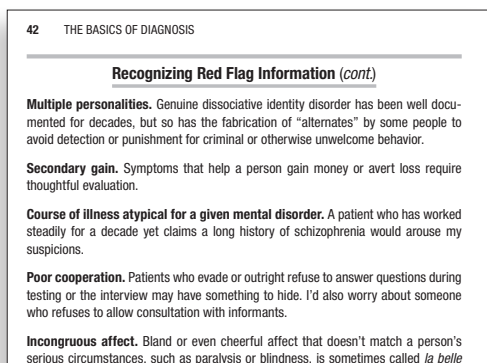 42 THE BASICS OF DIAGNOSIS
Recognizing Red Flag Information (cont.)
Multiple personalities. Genuine dissociative identity disorder has been well docu-
mented for decades, but so has the fabrication of “alternates” by some people to
avoid detection or punishment for criminal or otherwise unwelcome behavior.
Secondary gain. Symptoms that help a person gain money or avert loss require
thoughtful evaluation.
Course of illness atypical for a given mental disorder. A patient who has worked
steadily for a decade yet claims a long history of schizophrenia would arouse my
suspicions.
Poor cooperation. Patients who evade or outright refuse to answer questions during
testing or the interview may have something to hide. I’d also worry about someone
who refuses to allow consultation with informants.
Incongruous affect. Bland or even cheerful affect that doesn’t match a person’s
serious circumstances, such as paralysis or blindness, is sometimes called la belle